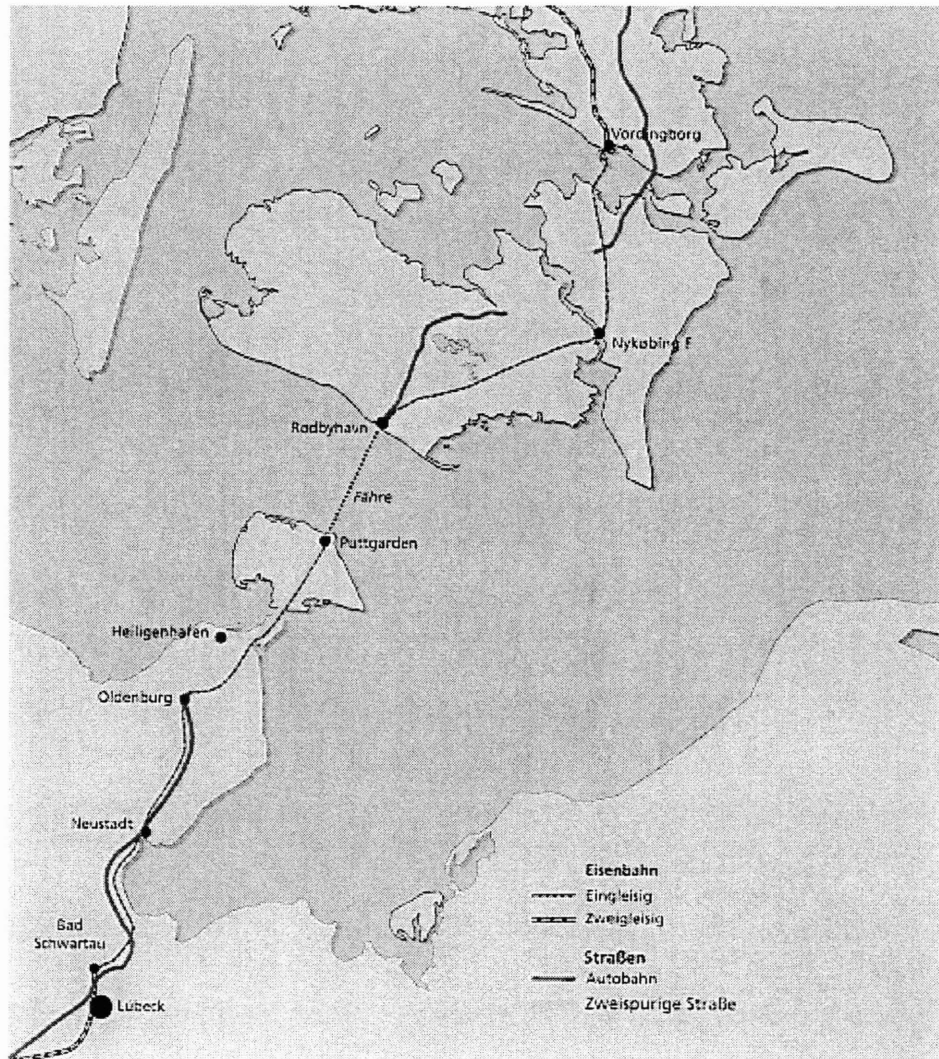 Vordingborg
Nykøbing F
Rødbyhavn
Fähre
Puttgarden
Heiligenhafen
Oldenburg
Neustadt
Bad
Schwartau
Lübeck
Eisenbahn
Eingleisig
Zweigleisig
Straßen
Autobahn
Zweispurige Straße